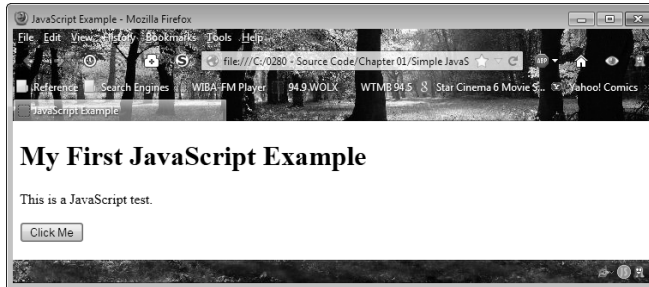 JavaScript Example - Mozilla Firefox
File Edit View History Bookmarks Tools Help
S file:///C:/0280 - Source Code/Chapter 01/Simple JavaS C ABP
Reference Search Engines WIBA-FM Player 94.9 WOLX WTMB 94.5 8 Star Cinema 6 Movie S... Yahoo! Comics
JavaScript Example
My First JavaScript Example
This is a JavaScript test.
Click Me